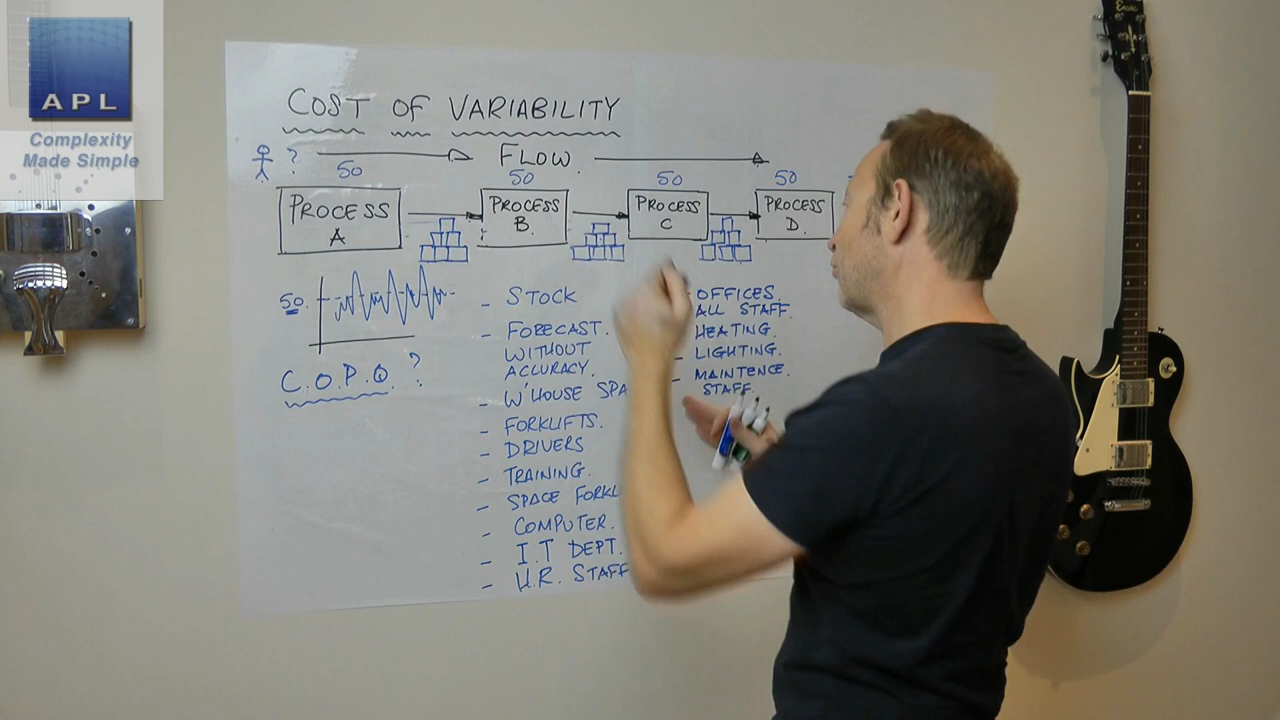 APL
Complexity
Made Simple
COST OF VARIABILITY
? FLOW.
50 50 50 50
PROCESS
A
PROCESS
B.
PROCESS
C
PROCESS
D.
50.
C.O.P.Q. ?
- STOCK
- FORECAST.
WITHOUT
ACCURACY.
- W'HOUSE SPA
- FORKLIFTS.
- DRIVERS
- TRAINING.
- SPACE FORKL
- COMPUTER.
- I.T DEPT.
- H.R. STAFF
- OFFICES.
ALL STAFF.
HEATING.
- LIGHTING.
- MAINTENCE.
STAFF.